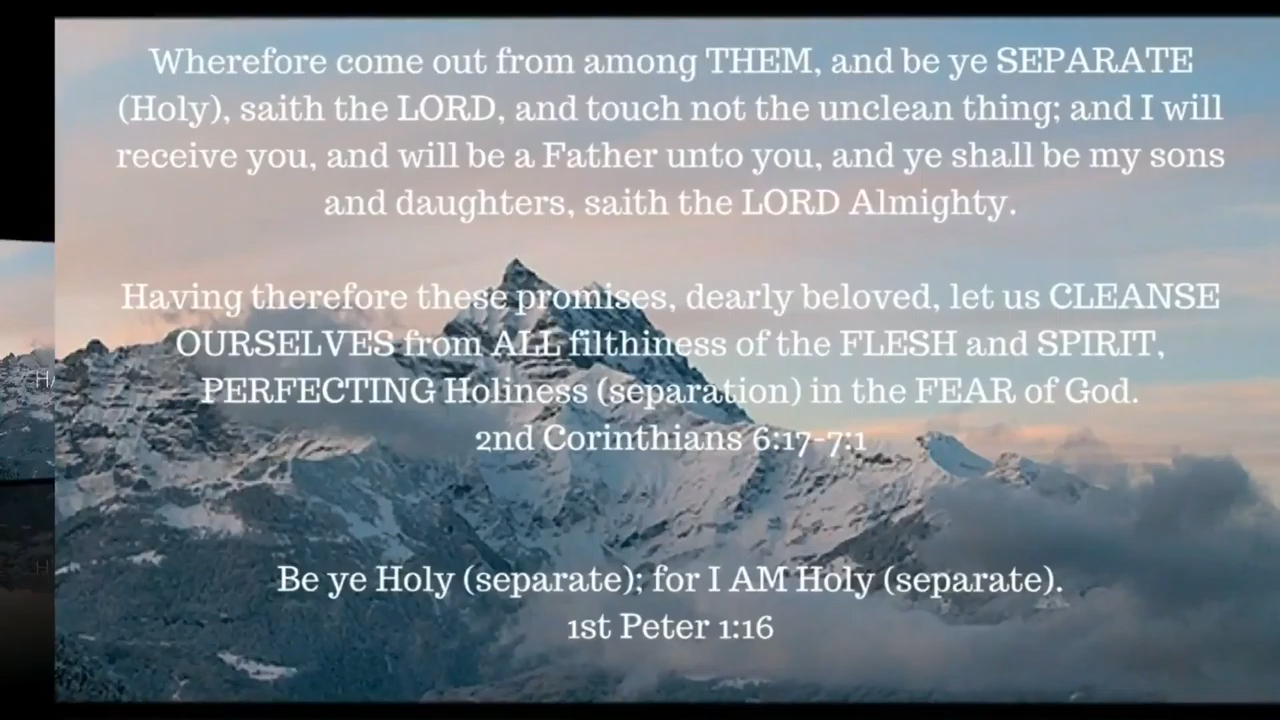 Wherefore come out from among THEM, and be ye SEPARATE
(Holy), saith the LORD, and touch not the unclean thing; and I will
receive you, and will be a Father unto you, and ye shall be my sons
and daughters, saith the LORD Almighty.
Having therefore these promises, dearly beloved, let us CLEANSE
OURSELVES from ALL filthiness of the FLESH and SPIRIT,
PERFECTING Holiness (separation) in the FEAR of God.
2nd Corinthians 6:17-7:1
Be ye Holy (separate); for I AM Holy (separate).
1st Peter 1:16